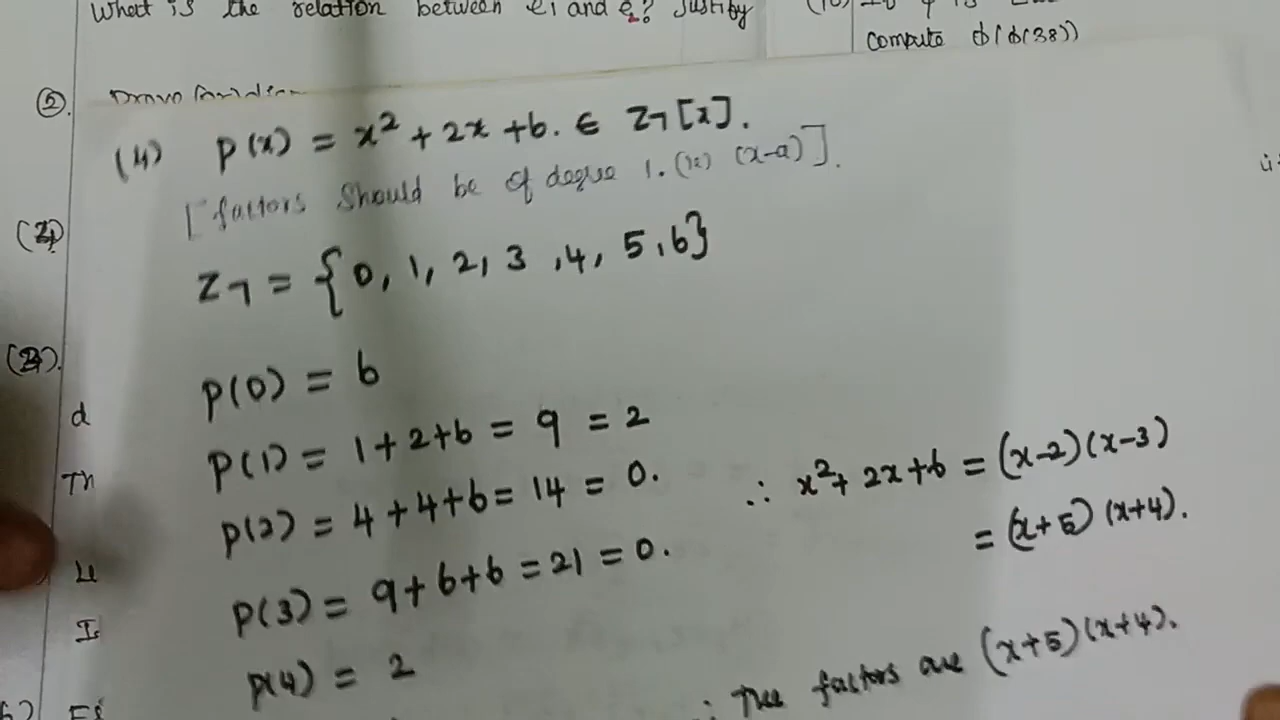 What is the relation between e1 and e2? Justify
compute ϕ(ϕ(38))
(5).
(4) P(x) = x² + 2x + 6. ∈ Z7[x].
[factors should be of degree 1. (ie) (x-a)].
Z7 = {0, 1, 2, 3, 4, 5, 6}
P(0) = 6
d
P(1) = 1 + 2 + 6 = 9 = 2
Th
P(2) = 4 + 4 + 6 = 14 = 0.
∴ x² + 2x + 6 = (x-2)(x-3)
= (x+5)(x+4).
P(3) = 9 + 6 + 6 = 21 = 0.
P(4) = 2
∴ The factors are (x+5)(x+4).